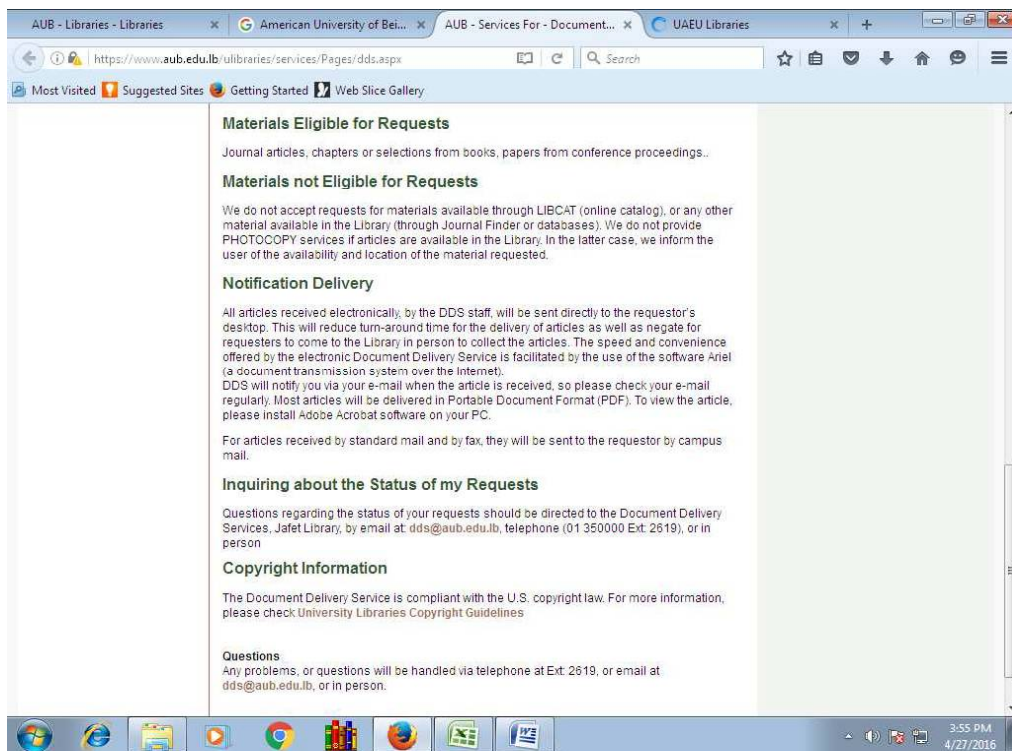 AUB - Libraries - Libraries
American University of Bei...
AUB - Services For - Document...
UAEU Libraries
https://www.aub.edu.lb/ulibraries/services/Pages/dds.aspx
Search
Most Visited Suggested Sites Getting Started Web Slice Gallery
Materials Eligible for Requests
Journal articles, chapters or selections from books, papers from conference proceedings..
Materials not Eligible for Requests
We do not accept requests for materials available through LIBCAT (online catalog), or any other
material available in the Library (through Journal Finder or databases). We do not provide
PHOTOCOPY services if articles are available in the Library. In the latter case, we inform the
user of the availability and location of the material requested.
Notification Delivery
All articles received electronically, by the DDS staff, will be sent directly to the requestor's
desktop. This will reduce turn-around time for the delivery of articles as well as negate for
requesters to come to the Library in person to collect the articles. The speed and convenience
offered by the electronic Document Delivery Service is facilitated by the use of the software Ariel
(a document transmission system over the Internet).
DDS will notify you via your e-mail when the article is received, so please check your e-mail
regularly. Most articles will be delivered in Portable Document Format (PDF). To view the article,
please install Adobe Acrobat software on your PC.
For articles received by standard mail and by fax, they will be sent to the requestor by campus
mail.
Inquiring about the Status of my Requests
Questions regarding the status of your requests should be directed to the Document Delivery
Services, Jafet Library, by email at: dds@aub.edu.lb, telephone (01 350000 Ext: 2619), or in
person
Copyright Information
The Document Delivery Service is compliant with the U.S. copyright law. For more information,
please check University Libraries Copyright Guidelines
Questions
Any problems, or questions will be handled via telephone at Ext: 2619, or email at
dds@aub.edu.lb, or in person.
3:55 PM
4/27/2016